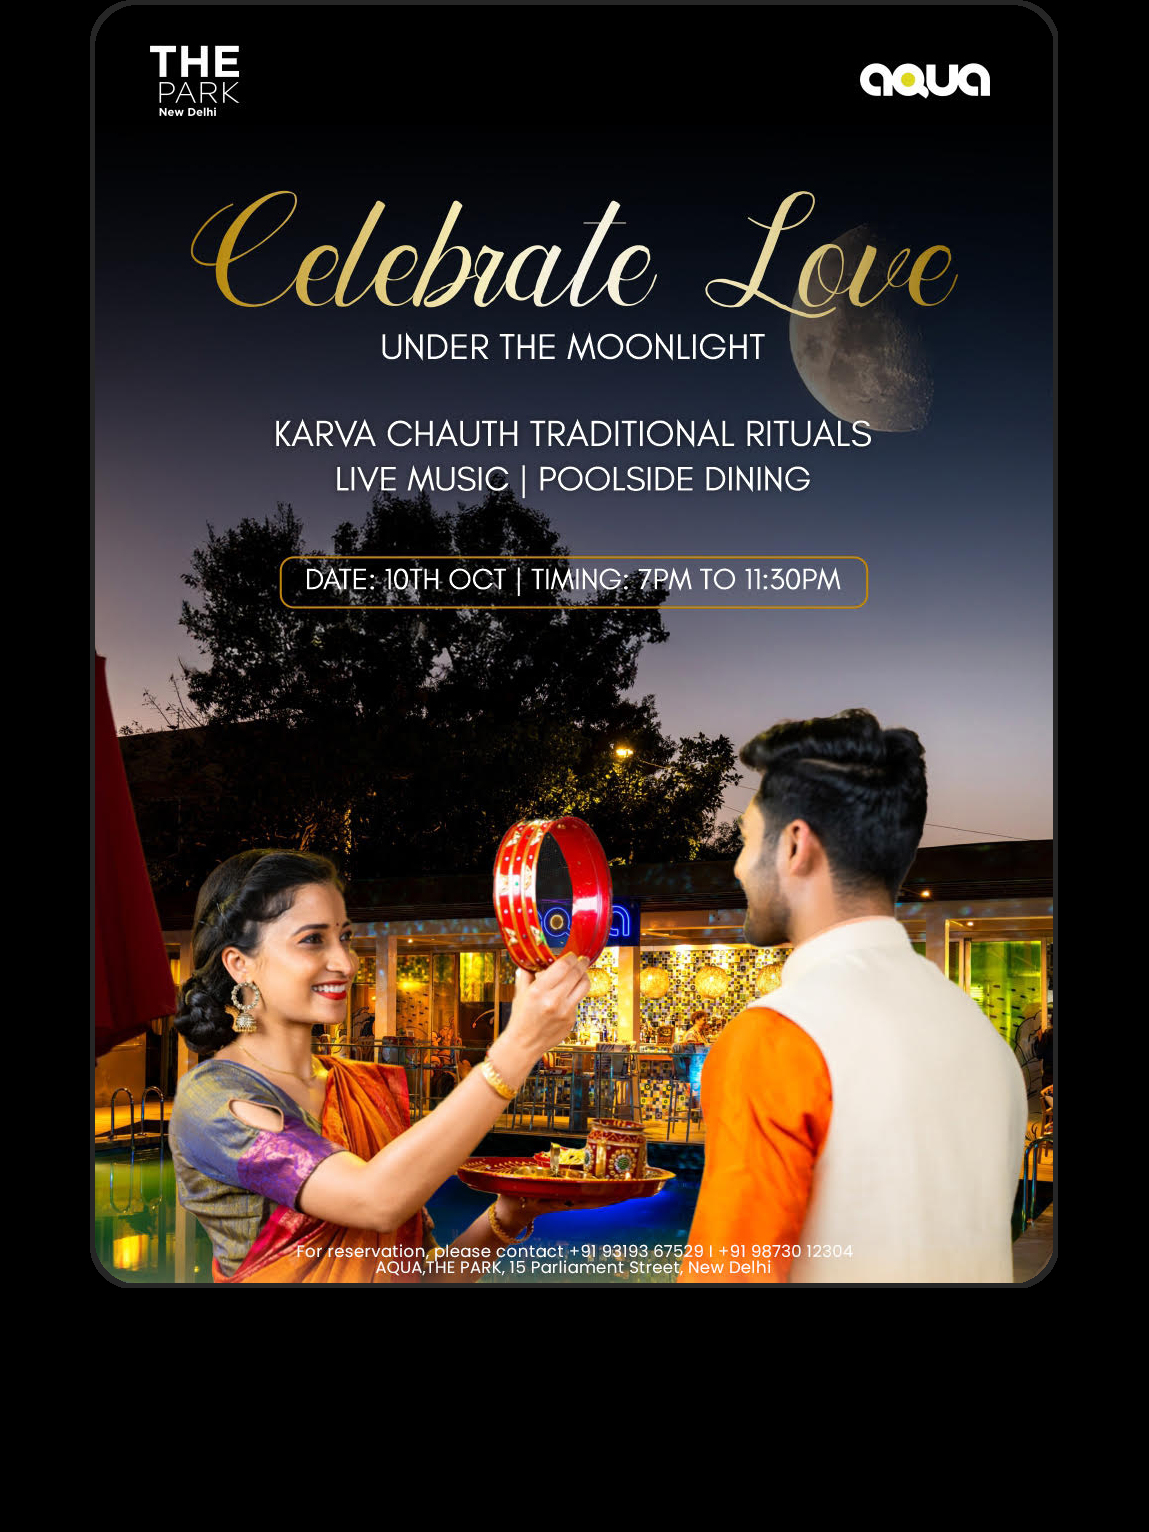 THE
PARK
New Delhi
aqua
Celebrate Love
UNDER THE MOONLIGHT
KARVA CHAUTH TRADITIONAL RITUALS
LIVE MUSIC | POOLSIDE DINING
DATE: 10TH OCT | TIMING: 7PM TO 11:30PM
aqua
For reservation, please contact +91 93193 67529 I +91 98730 12304
AQUA,THE PARK, 15 Parliament Street, New Delhi